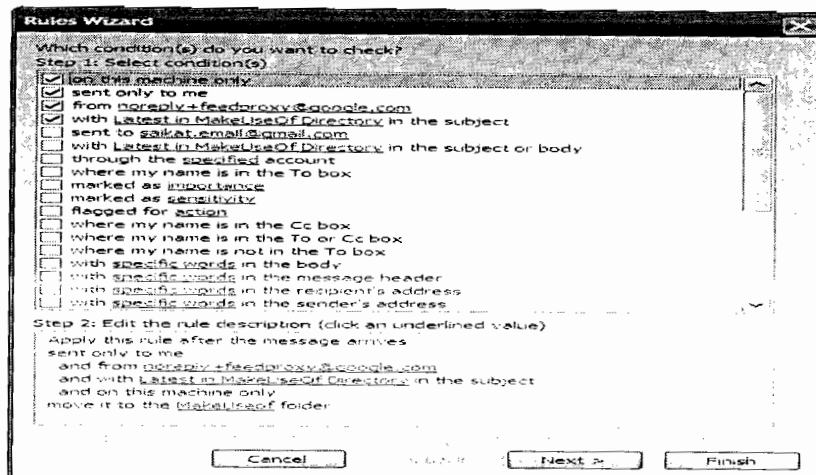 Rules Wizard
Which condition(s) do you want to check?
Step 1: Select condition(s)
on this machine only
sent only to me
from noreply+feedproxy@google.com
with Latest in MakeUseOf Directory in the subject
sent to saikat.email@gmail.com
with Latest in MakeUseOf Directory in the subject or body
through the specified account
where my name is in the To box
marked as importance
marked as sensitivity
flagged for action
where my name is in the Cc box
where my name is in the To or Cc box
where my name is not in the To box
with specific words in the body
with specific words in the message header
with specific words in the recipient's address
with specific words in the sender's address
Step 2: Edit the rule description (click an underlined value)
Apply this rule after the message arrives
sent only to me
and from noreply+feedproxy@google.com
and with Latest in MakeUseOf Directory in the subject
and on this machine only
move it to the MakeUseof folder
Cancel Next > Finish